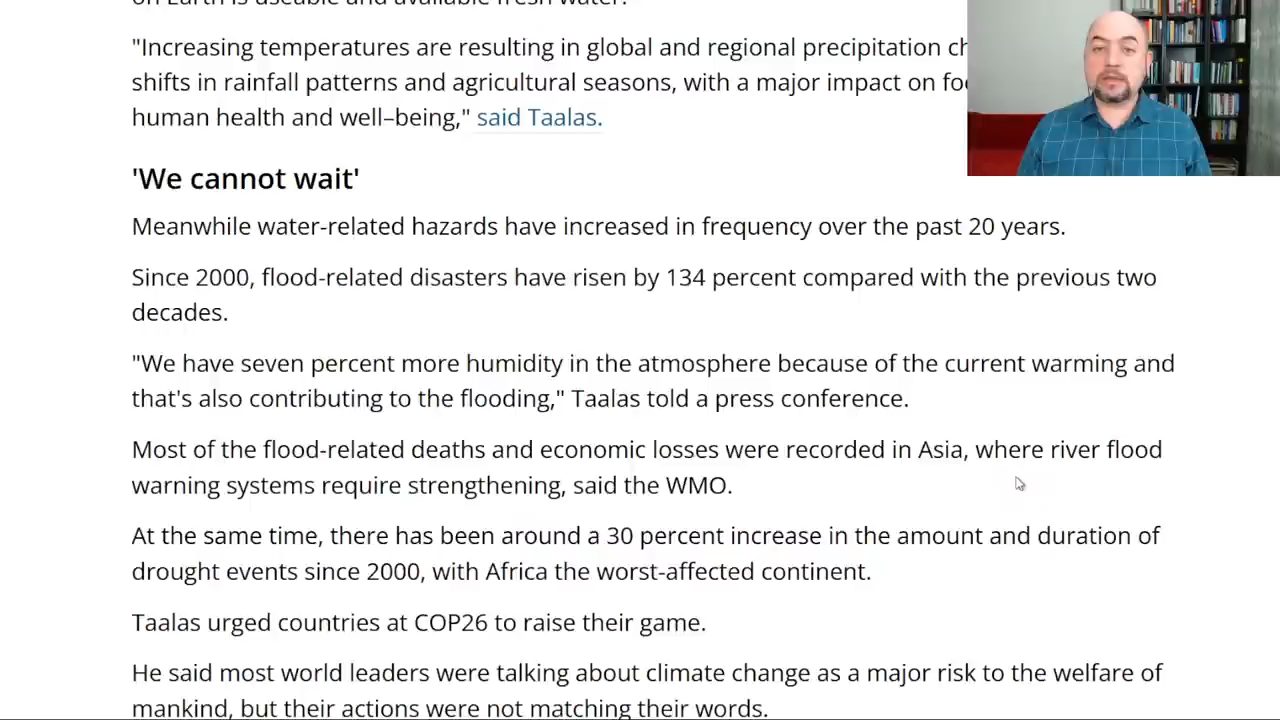 on Earth is useable and available fresh water.
"Increasing temperatures are resulting in global and regional precipitation
shifts in rainfall patterns and agricultural seasons, with a major impact on
human health and well–being," said Taalas.
'We cannot wait'
Meanwhile water-related hazards have increased in frequency over the past 20 years.
Since 2000, flood-related disasters have risen by 134 percent compared with the previous two
decades.
"We have seven percent more humidity in the atmosphere because of the current warming and
that's also contributing to the flooding," Taalas told a press conference.
Most of the flood-related deaths and economic losses were recorded in Asia, where river flood
warning systems require strengthening, said the WMO.
At the same time, there has been around a 30 percent increase in the amount and duration of
drought events since 2000, with Africa the worst-affected continent.
Taalas urged countries at COP26 to raise their game.
He said most world leaders were talking about climate change as a major risk to the welfare of
mankind, but their actions were not matching their words.